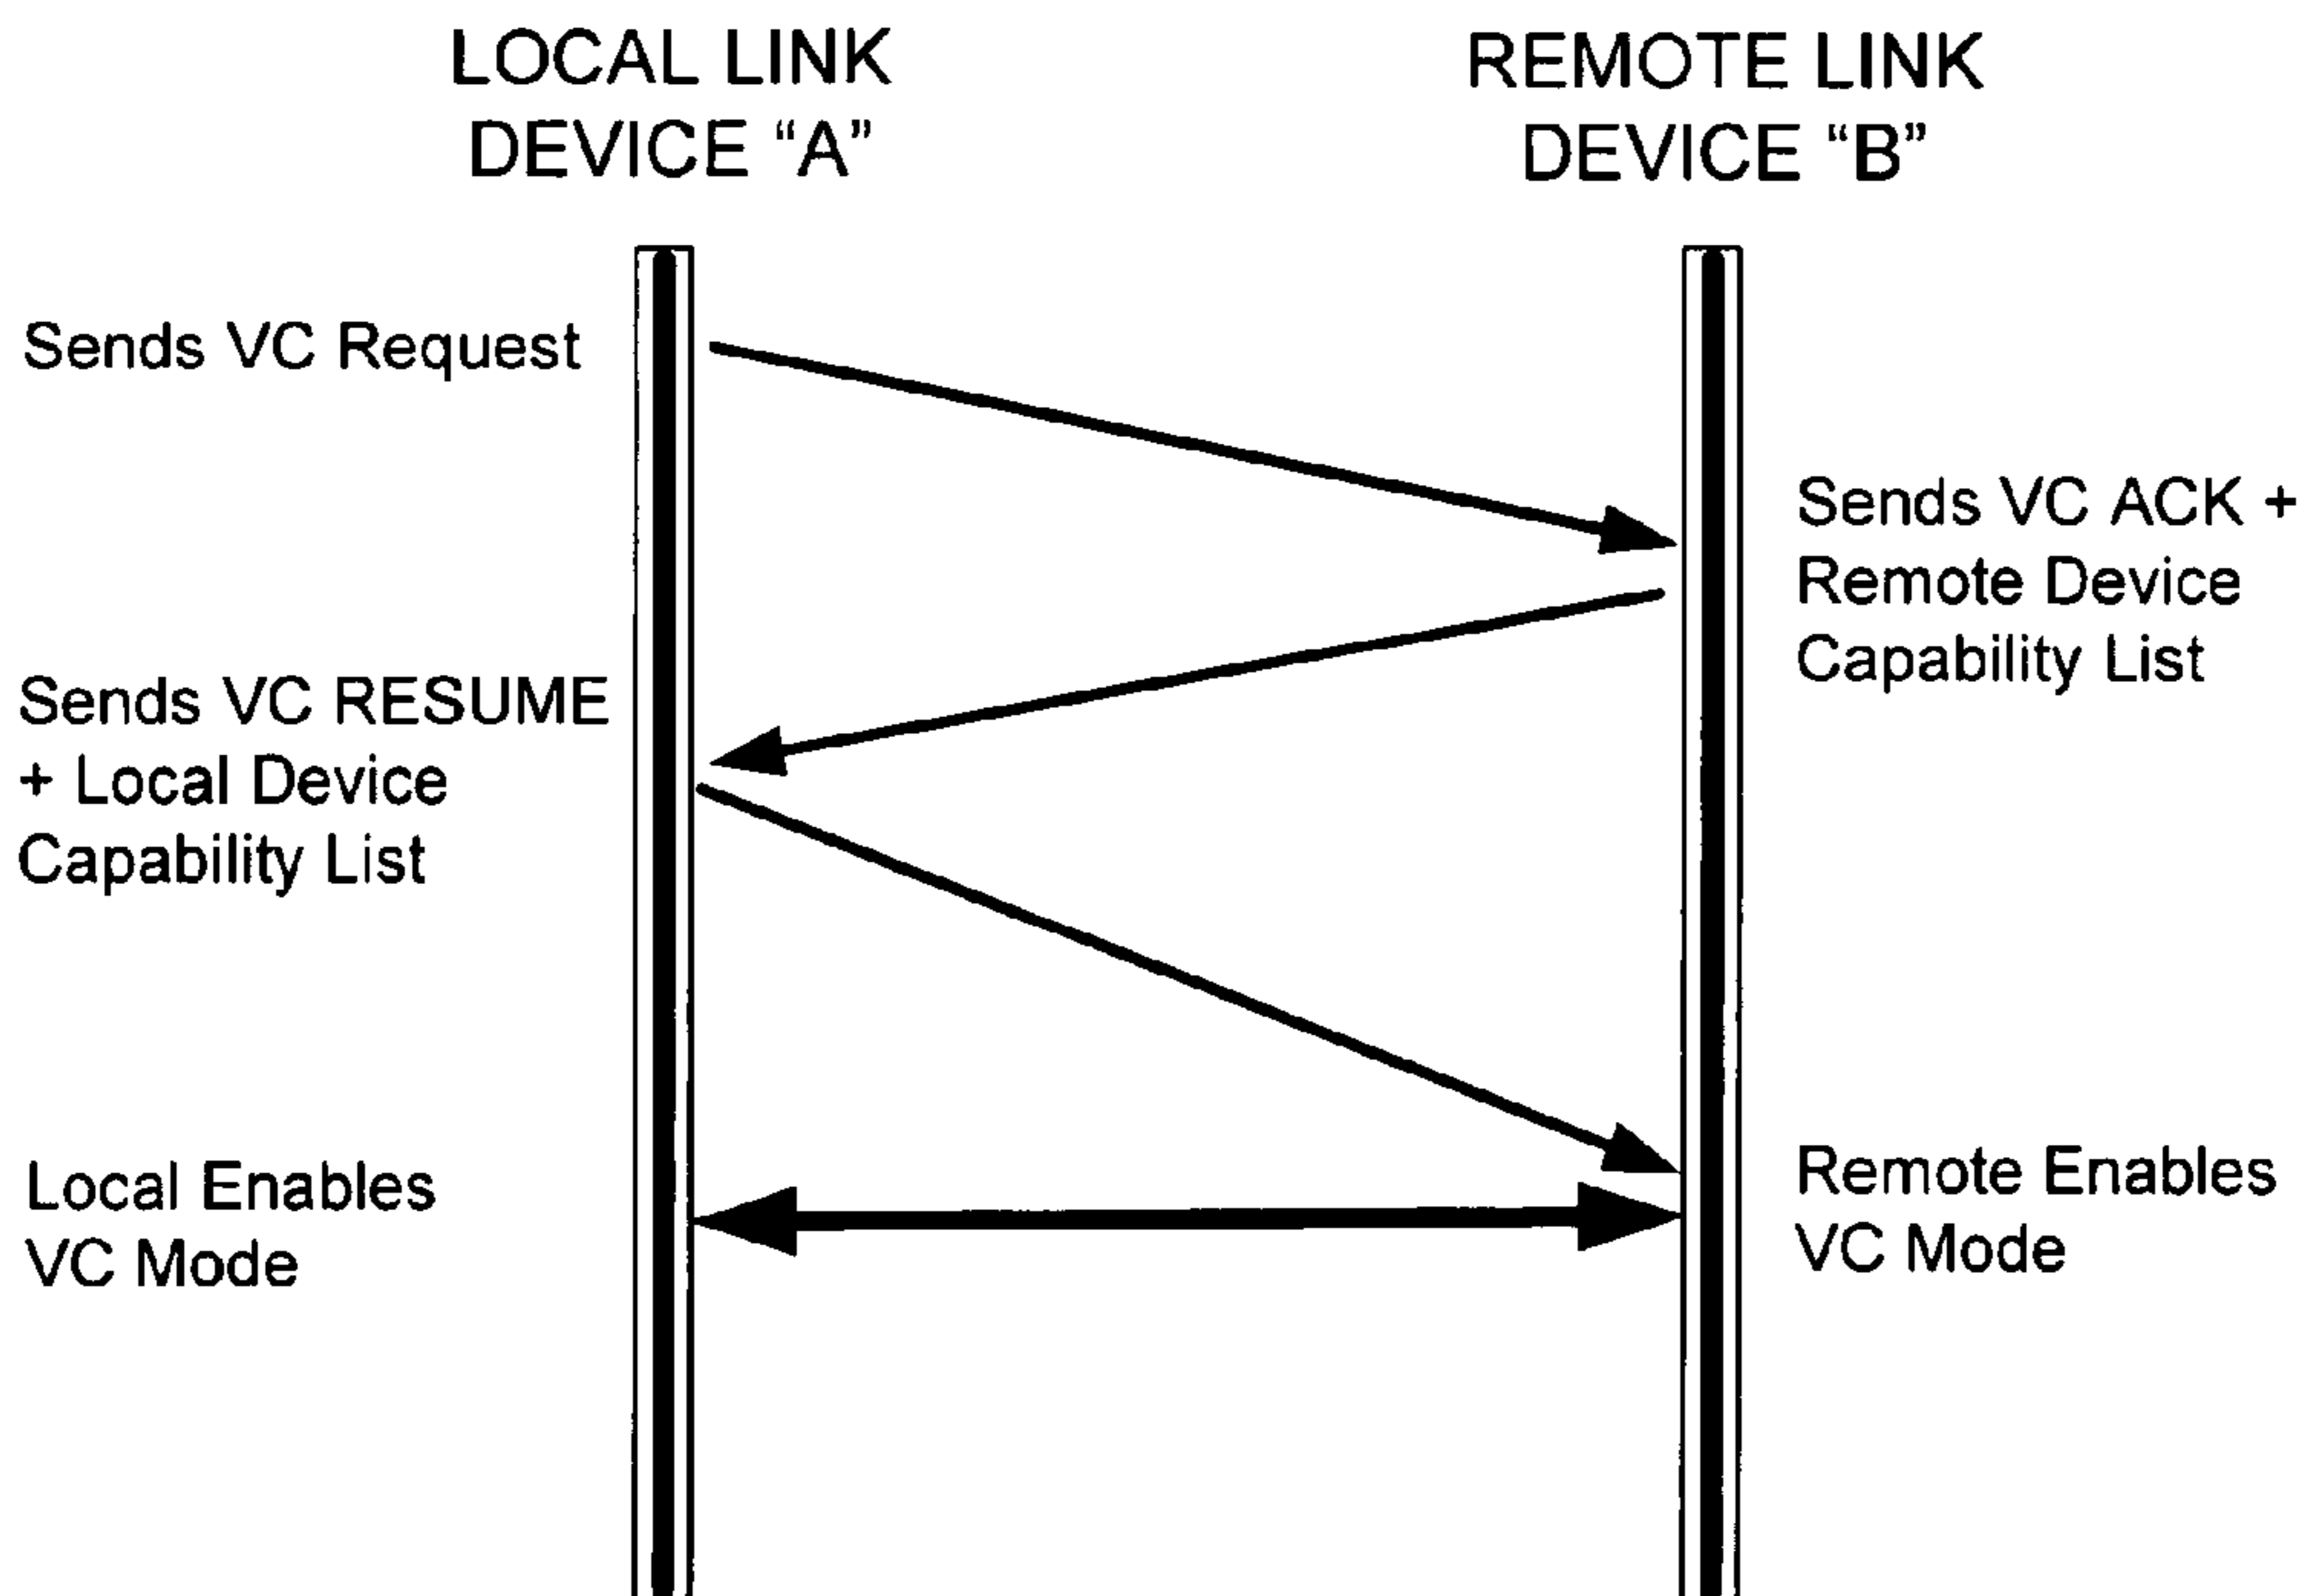 LOCAL LINK
DEVICE “A”
REMOTE LINK
DEVICE “B”
Sends VC Request
Sends VC ACK +
Remote Device
Capability List
Sends VC RESUME
+ Local Device
Capability List
Local Enables
VC Mode
Remote Enables
VC Mode